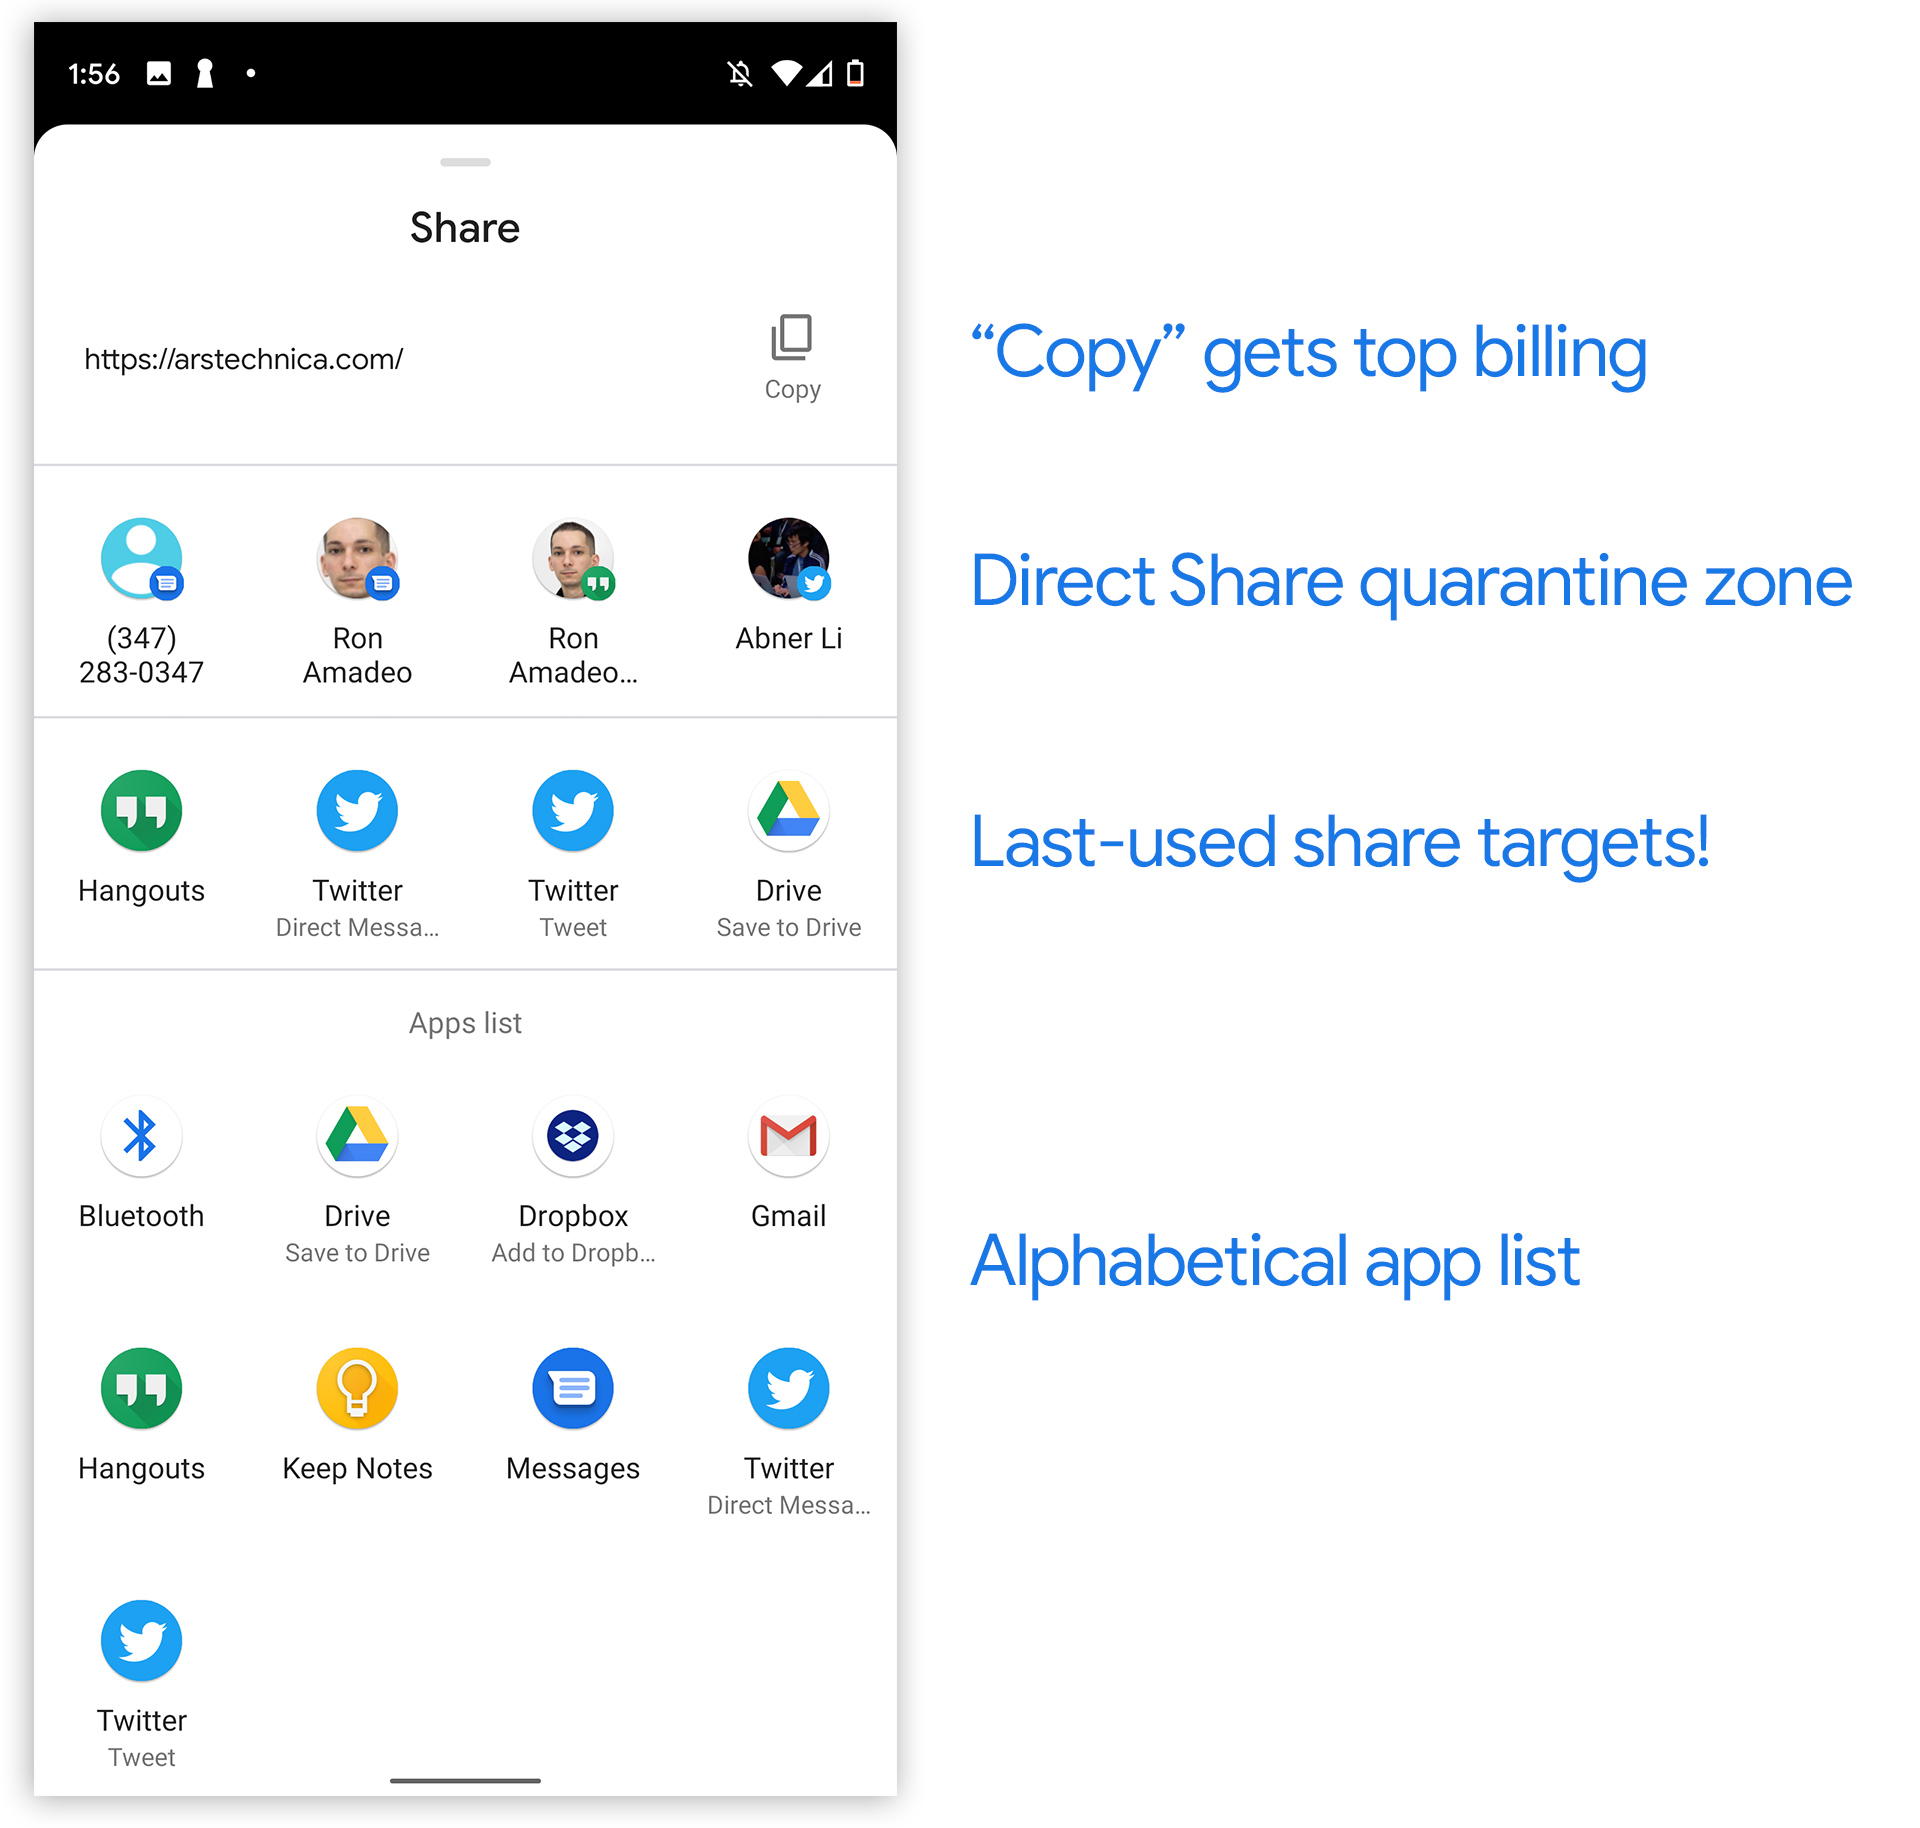 1:56
Share
https://arstechnica.com/
Copy
“Copy” gets top billing
(347)
283-0347
Ron
Amadeo
Ron
Amadeo...
Abner Li
Direct Share quarantine zone
Hangouts
Twitter
Direct Messa...
Twitter
Tweet
Drive
Save to Drive
Last-used share targets!
Apps list
Bluetooth
Drive
Save to Drive
Dropbox
Add to Dropb...
Gmail
Alphabetical app list
Hangouts
Keep Notes
Messages
Twitter
Direct Messa...
Twitter
Tweet